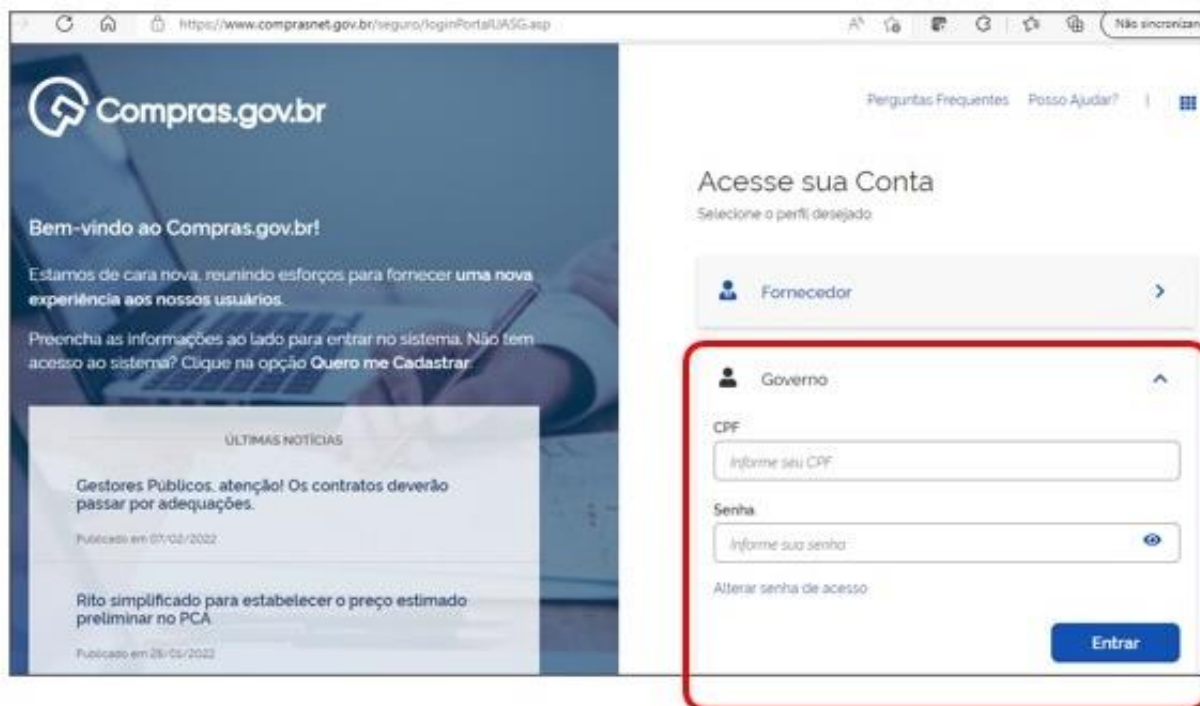 https://www.comprasnet.gov.br/seguro/loginPortalUASG.asp
Não sincronizan
Compras.gov.br
Perguntas Frequentes Posso Ajudar? |
Acesse sua Conta
Selecione o perfil desejado
Fornecedor
Bem-vindo ao Compras.gov.br!
Estamos de cara nova, reunindo esforços para fornecer uma nova
experiência aos nossos usuários.
Preencha as informações ao lado para entrar no sistema. Não tem
acesso ao sistema? Clique na opção Quero me Cadastrar.
ÚLTIMAS NOTÍCIAS
Gestores Públicos, atenção! Os contratos deverão
passar por adequações.
Publicado em 07/02/2022
Rito simplificado para estabelecer o preço estimado
preliminar no PCA
Publicado em 28/01/2022
Governo
CPF
Informe seu CPF
Senha
Informe sua senha
Alterar senha de acesso
Entrar